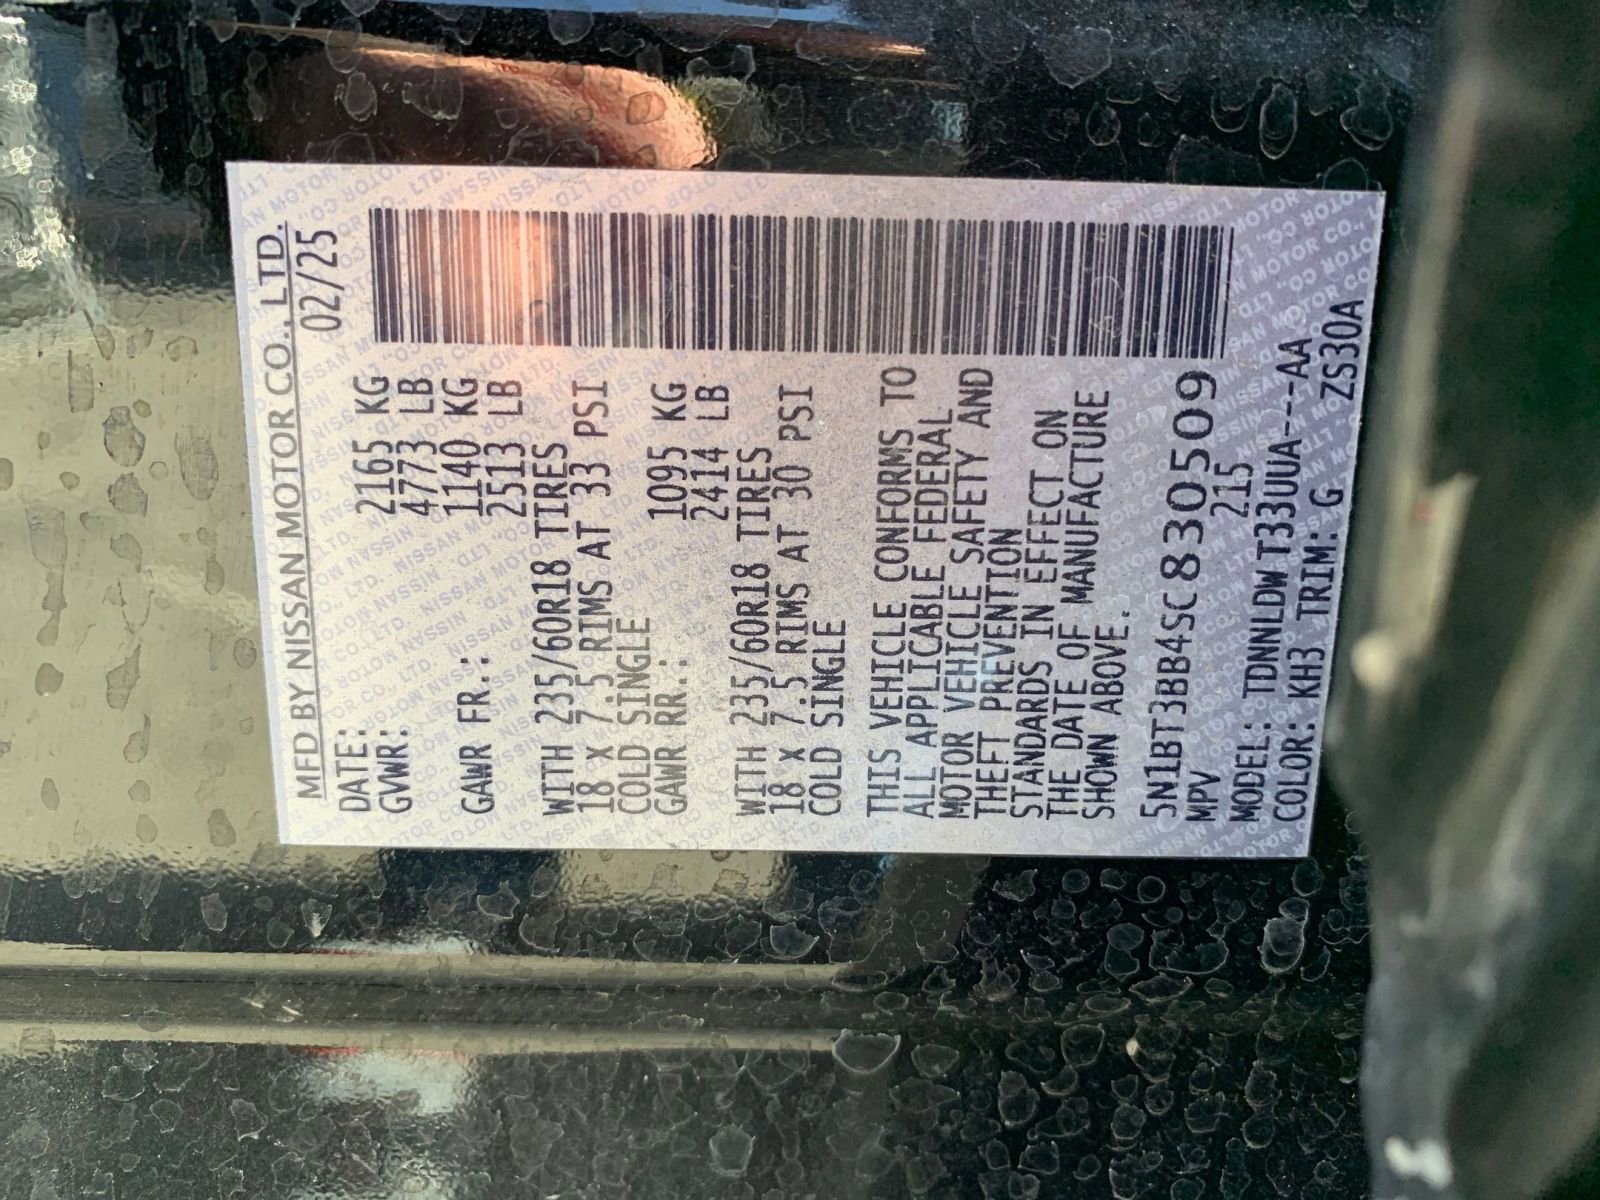 MFD BY NISSAN MOTOR CO., LTD.
DATE: 02/25
GVWR: 2165 KG
4773 LB
GAWR FR.: 1140 KG
2513 LB
WITH 235/60R18 TIRES
18 X 7.5 RIMS AT 33 PSI
COLD SINGLE
GAWR RR.: 1095 KG
2414 LB
WITH 235/60R18 TIRES
18 X 7.5 RIMS AT 30 PSI
COLD SINGLE
THIS VEHICLE CONFORMS TO
ALL APPLICABLE FEDERAL
MOTOR VEHICLE SAFETY AND
THEFT PREVENTION
STANDARDS IN EFFECT ON
THE DATE OF MANUFACTURE
SHOWN ABOVE.
5N1BT3BB4SC830509
MPV 215
MODEL: TDNNLDW T33UUA---AA
COLOR: KH3 TRIM: G ZS30A